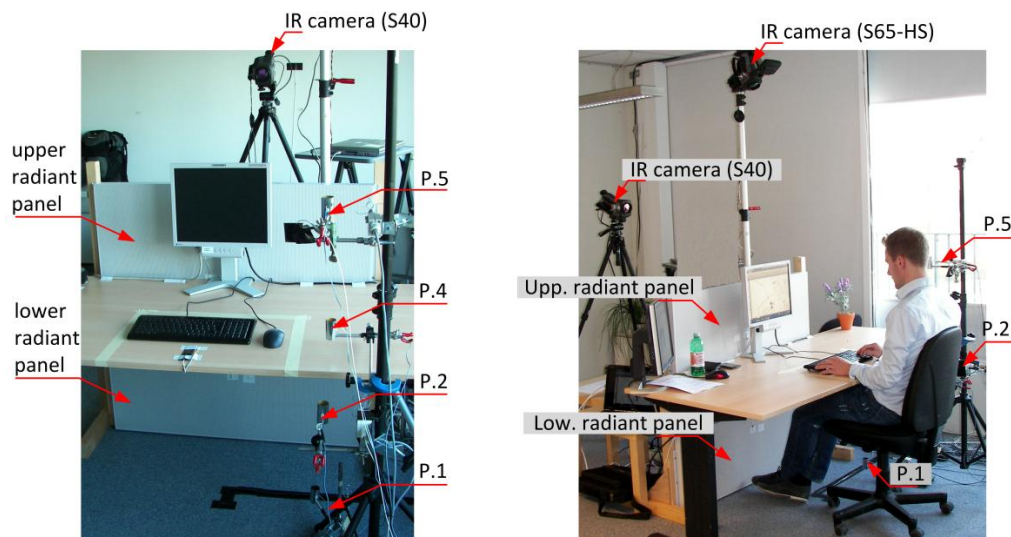 IR camera (S40)
upper
radiant
panel
P.5
lower
radiant
panel
P.4
P.2
P.1
IR camera (S65-HS)
IR camera (S40)
P.5
Upp. radiant panel
P.2
Low. radiant panel
P.1